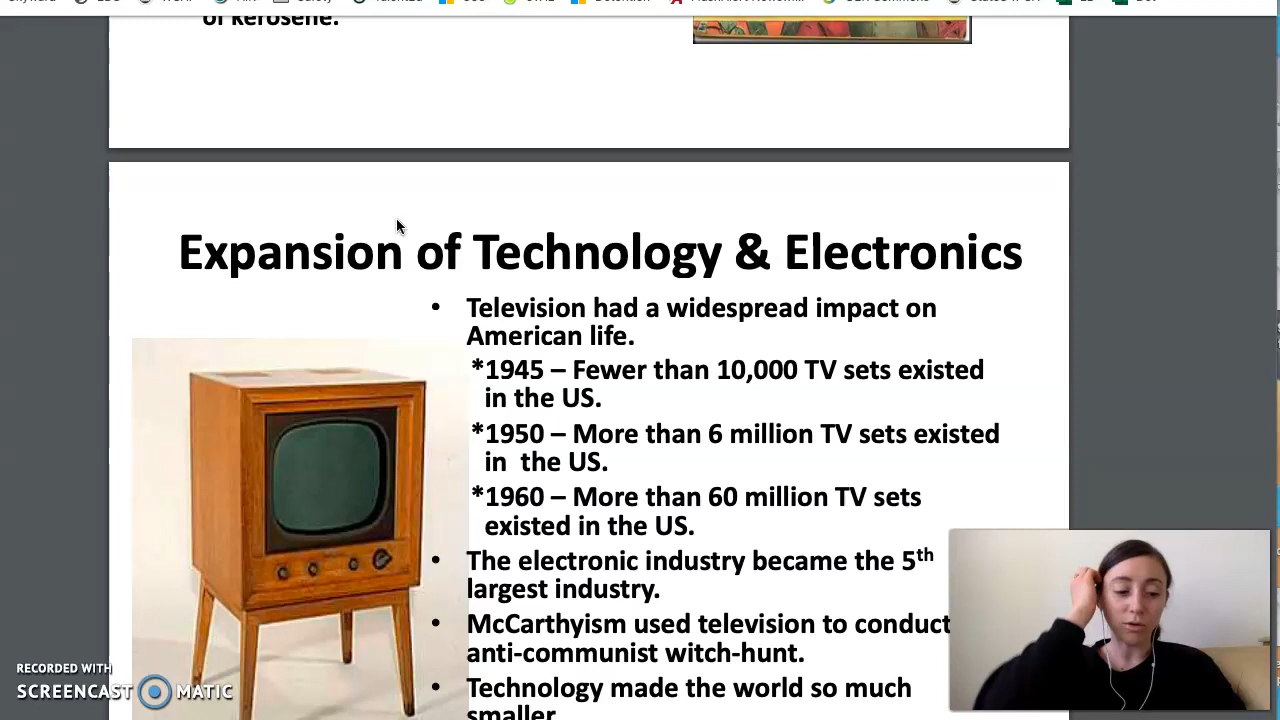 of kerosene.
Expansion of Technology & Electronics
• Television had a widespread impact on
American life.
*1945 – Fewer than 10,000 TV sets existed
in the US.
*1950 – More than 6 million TV sets existed
in the US.
*1960 – More than 60 million TV sets
existed in the US.
• The electronic industry became the 5th
largest industry.
• McCarthyism used television to conduct
anti-communist witch-hunt.
• Technology made the world so much
smaller
RECORDED WITH
SCREENCAST MATIC